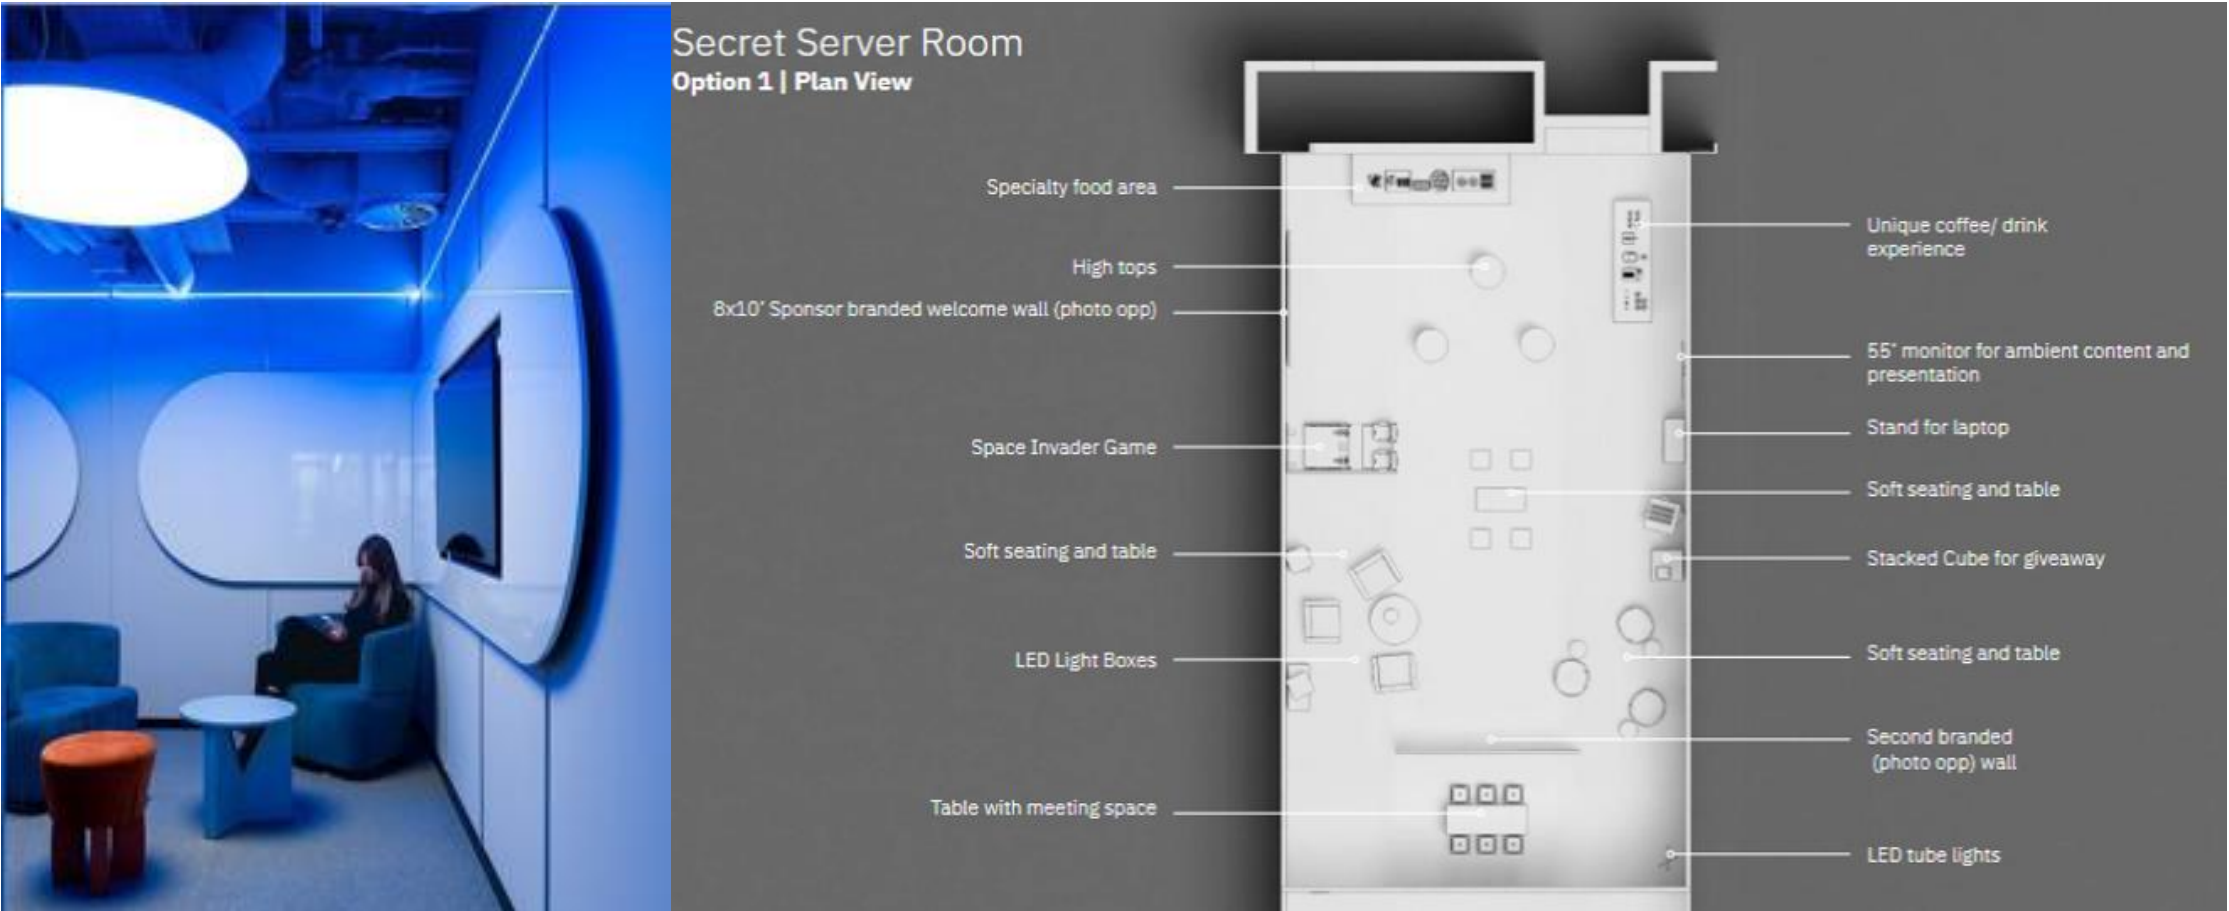 Secret Server Room
Option 1 | Plan View
Specialty food area
High tops
8x10' Sponsor branded welcome wall (photo opp)
Space Invader Game
Soft seating and table
LED Light Boxes
Table with meeting space
Unique coffee/ drink
experience
55" monitor for ambient content and
presentation
Stand for laptop
Soft seating and table
Stacked Cube for giveaway
Soft seating and table
Second branded
(photo opp) wall
LED tube lights